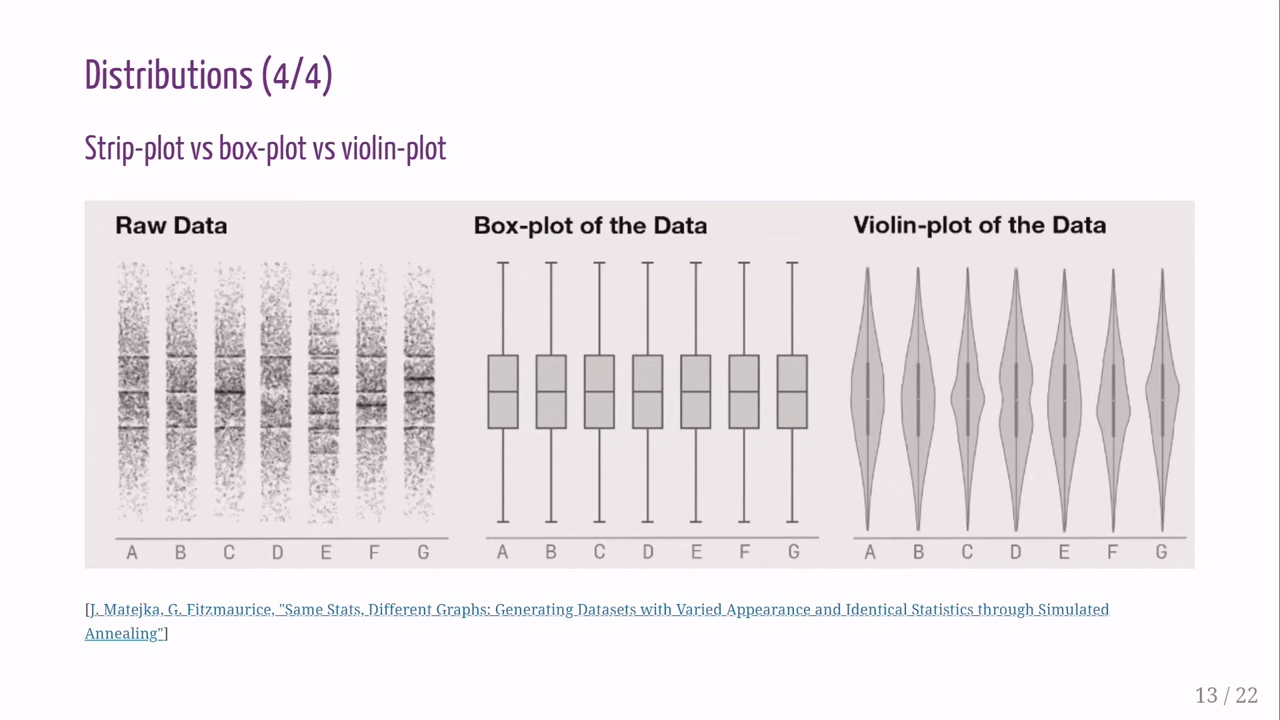 Distributions (4/4)
Strip-plot vs box-plot vs violin-plot
Raw Data
Box-plot of the Data
Violin-plot of the Data
A B C D E F G
A B C D E F G
A B C D E F G
[J. Matejka, G. Fitzmaurice, "Same Stats, Different Graphs: Generating Datasets with Varied Appearance and Identical Statistics through Simulated
Annealing"]
13 / 22